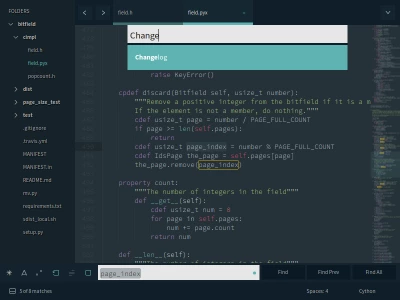 FOLDERS
bitfield
cimpl
field.h
field.pyx
popcount.h
dist
page_size_test
test
.gitignore
.travis.yml
MANIFEST
MANIFEST.in
README.md
mv.py
requirements.txt
sdist_local.sh
setup.py
field.h
field.pyx
Change
Changelog
raise KeyError()
cpdef discard(Bitfield self, usize_t number):
"""Remove a positive integer from the bitfield if it is a m
If the element is not a member, do nothing."""
cdef usize_t page = number / PAGE_FULL_COUNT
if page >= len(self.pages):
return
cdef usize_t page_index = number % PAGE_FULL_COUNT
cdef IdsPage the_page = self.pages[page]
the_page.remove(page_index)
property count:
"""The number of integers in the field"""
def __get__(self):
cdef usize_t num = 0
for page in self.pages:
num += page.count
return num
def __len__(self):
"""The number of integers in the field"""
page_index
Find
Find Prev
Find All
5 of 8 matches
Spaces: 4
Cython